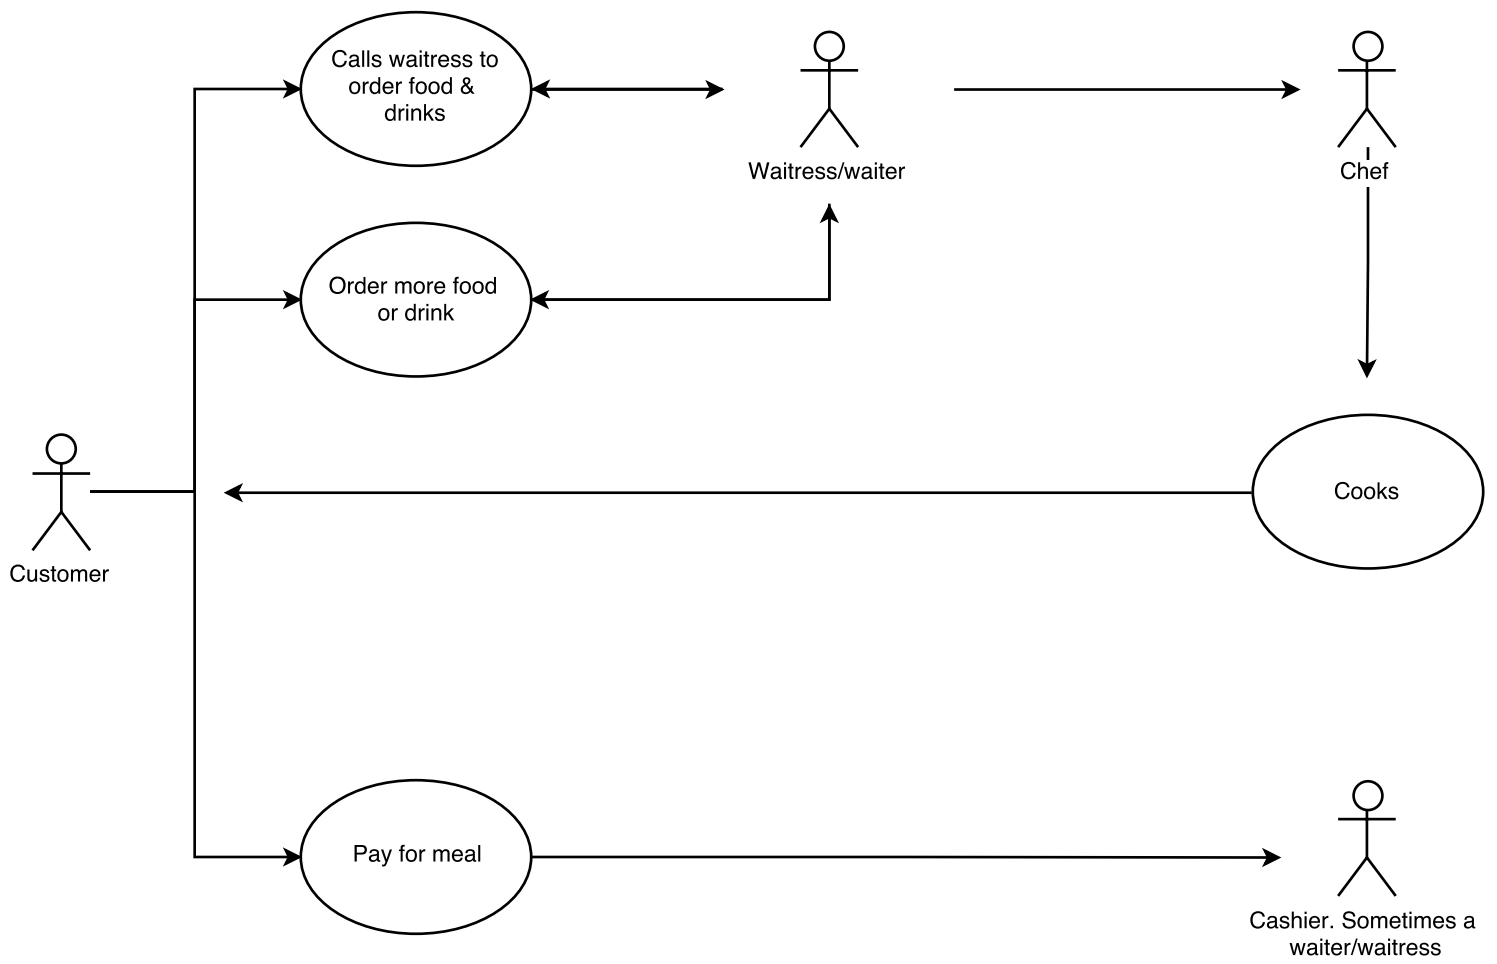 Calls waitress to
order food &
drinks
Waitress/waiter
Chef
Order more food
or drink
Cooks
Customer
Pay for meal
Cashier. Sometimes a
waiter/waitress